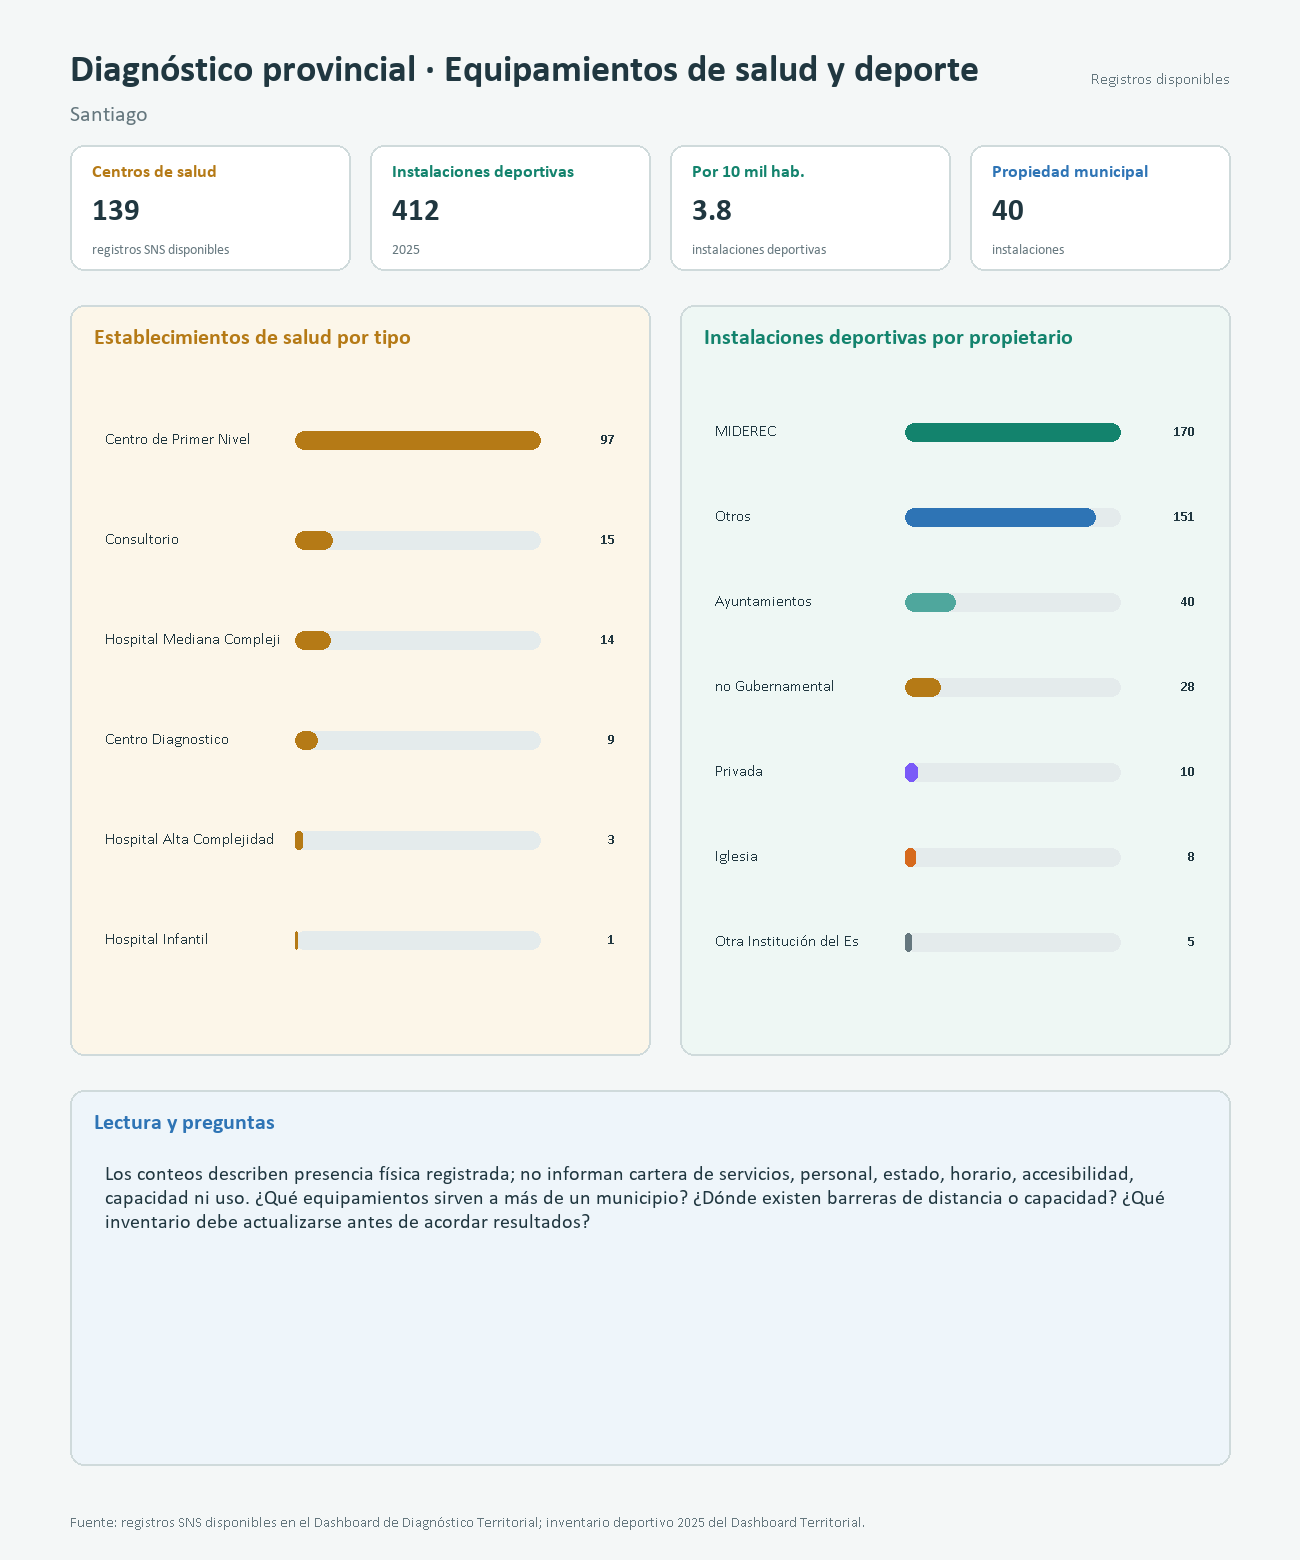 Diagnóstico provincial · Equipamientos de salud y deporte
Registros disponibles
Santiago
Centros de salud
139
registros SNS disponibles
Instalaciones deportivas
412
2025
Por 10 mil hab.
3.8
instalaciones deportivas
Propiedad municipal
40
instalaciones
Establecimientos de salud por tipo
Centro de Primer Nivel 97
Consultorio 15
Hospital Mediana Compleji 14
Centro Diagnostico 9
Hospital Alta Complejidad 3
Hospital Infantil 1
Instalaciones deportivas por propietario
MIDEREC 170
Otros 151
Ayuntamientos 40
no Gubernamental 28
Privada 10
Iglesia 8
Otra Institución del Es 5
Lectura y preguntas
Los conteos describen presencia física registrada; no informan cartera de servicios, personal, estado, horario, accesibilidad,
capacidad ni uso. ¿Qué equipamientos sirven a más de un municipio? ¿Dónde existen barreras de distancia o capacidad? ¿Qué
inventario debe actualizarse antes de acordar resultados?
Fuente: registros SNS disponibles en el Dashboard de Diagnóstico Territorial; inventario deportivo 2025 del Dashboard Territorial.